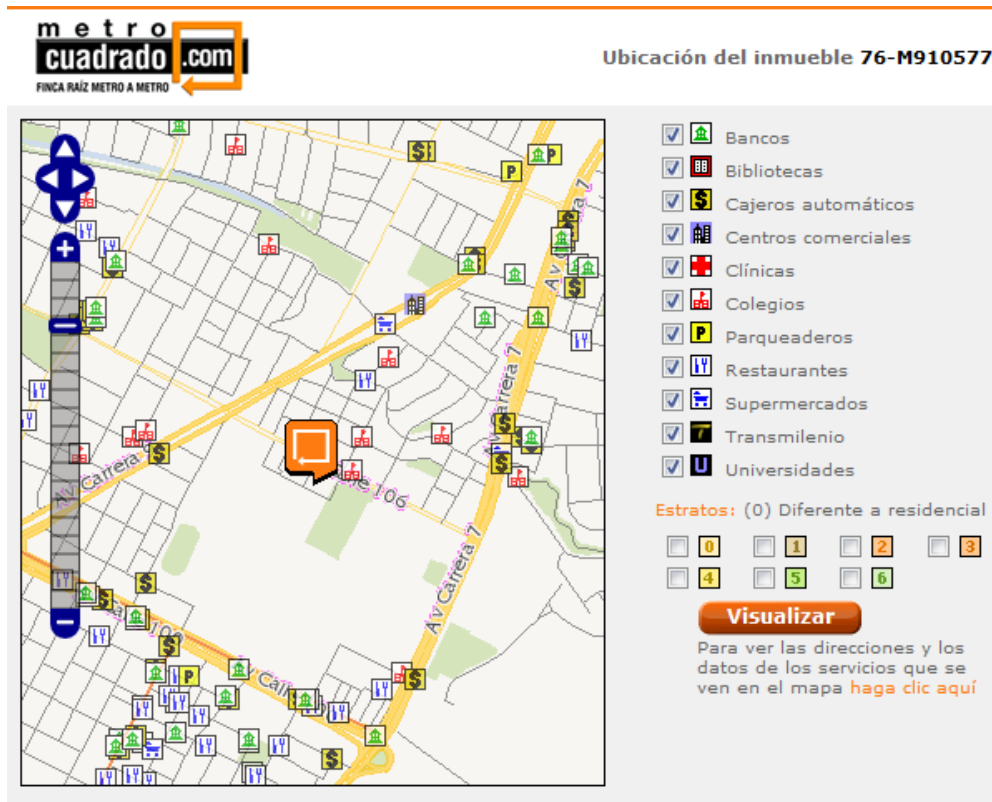 metro
cuadrado.com
FINCA RAÍZ METRO A METRO
Ubicación del inmueble 76-M910577
Bancos
Bibliotecas
Cajeros automáticos
Centros comerciales
Clínicas
Colegios
Parqueaderos
Restaurantes
Supermercados
Transmilenio
Universidades
Estratos: (0) Diferente a residencial
0 1 2 3
4 5 6
Visualizar
Para ver las direcciones y los
datos de los servicios que se
ven en el mapa haga clic aquí
Av Carrera 7
Av Carrera
106
Av Carrera 7